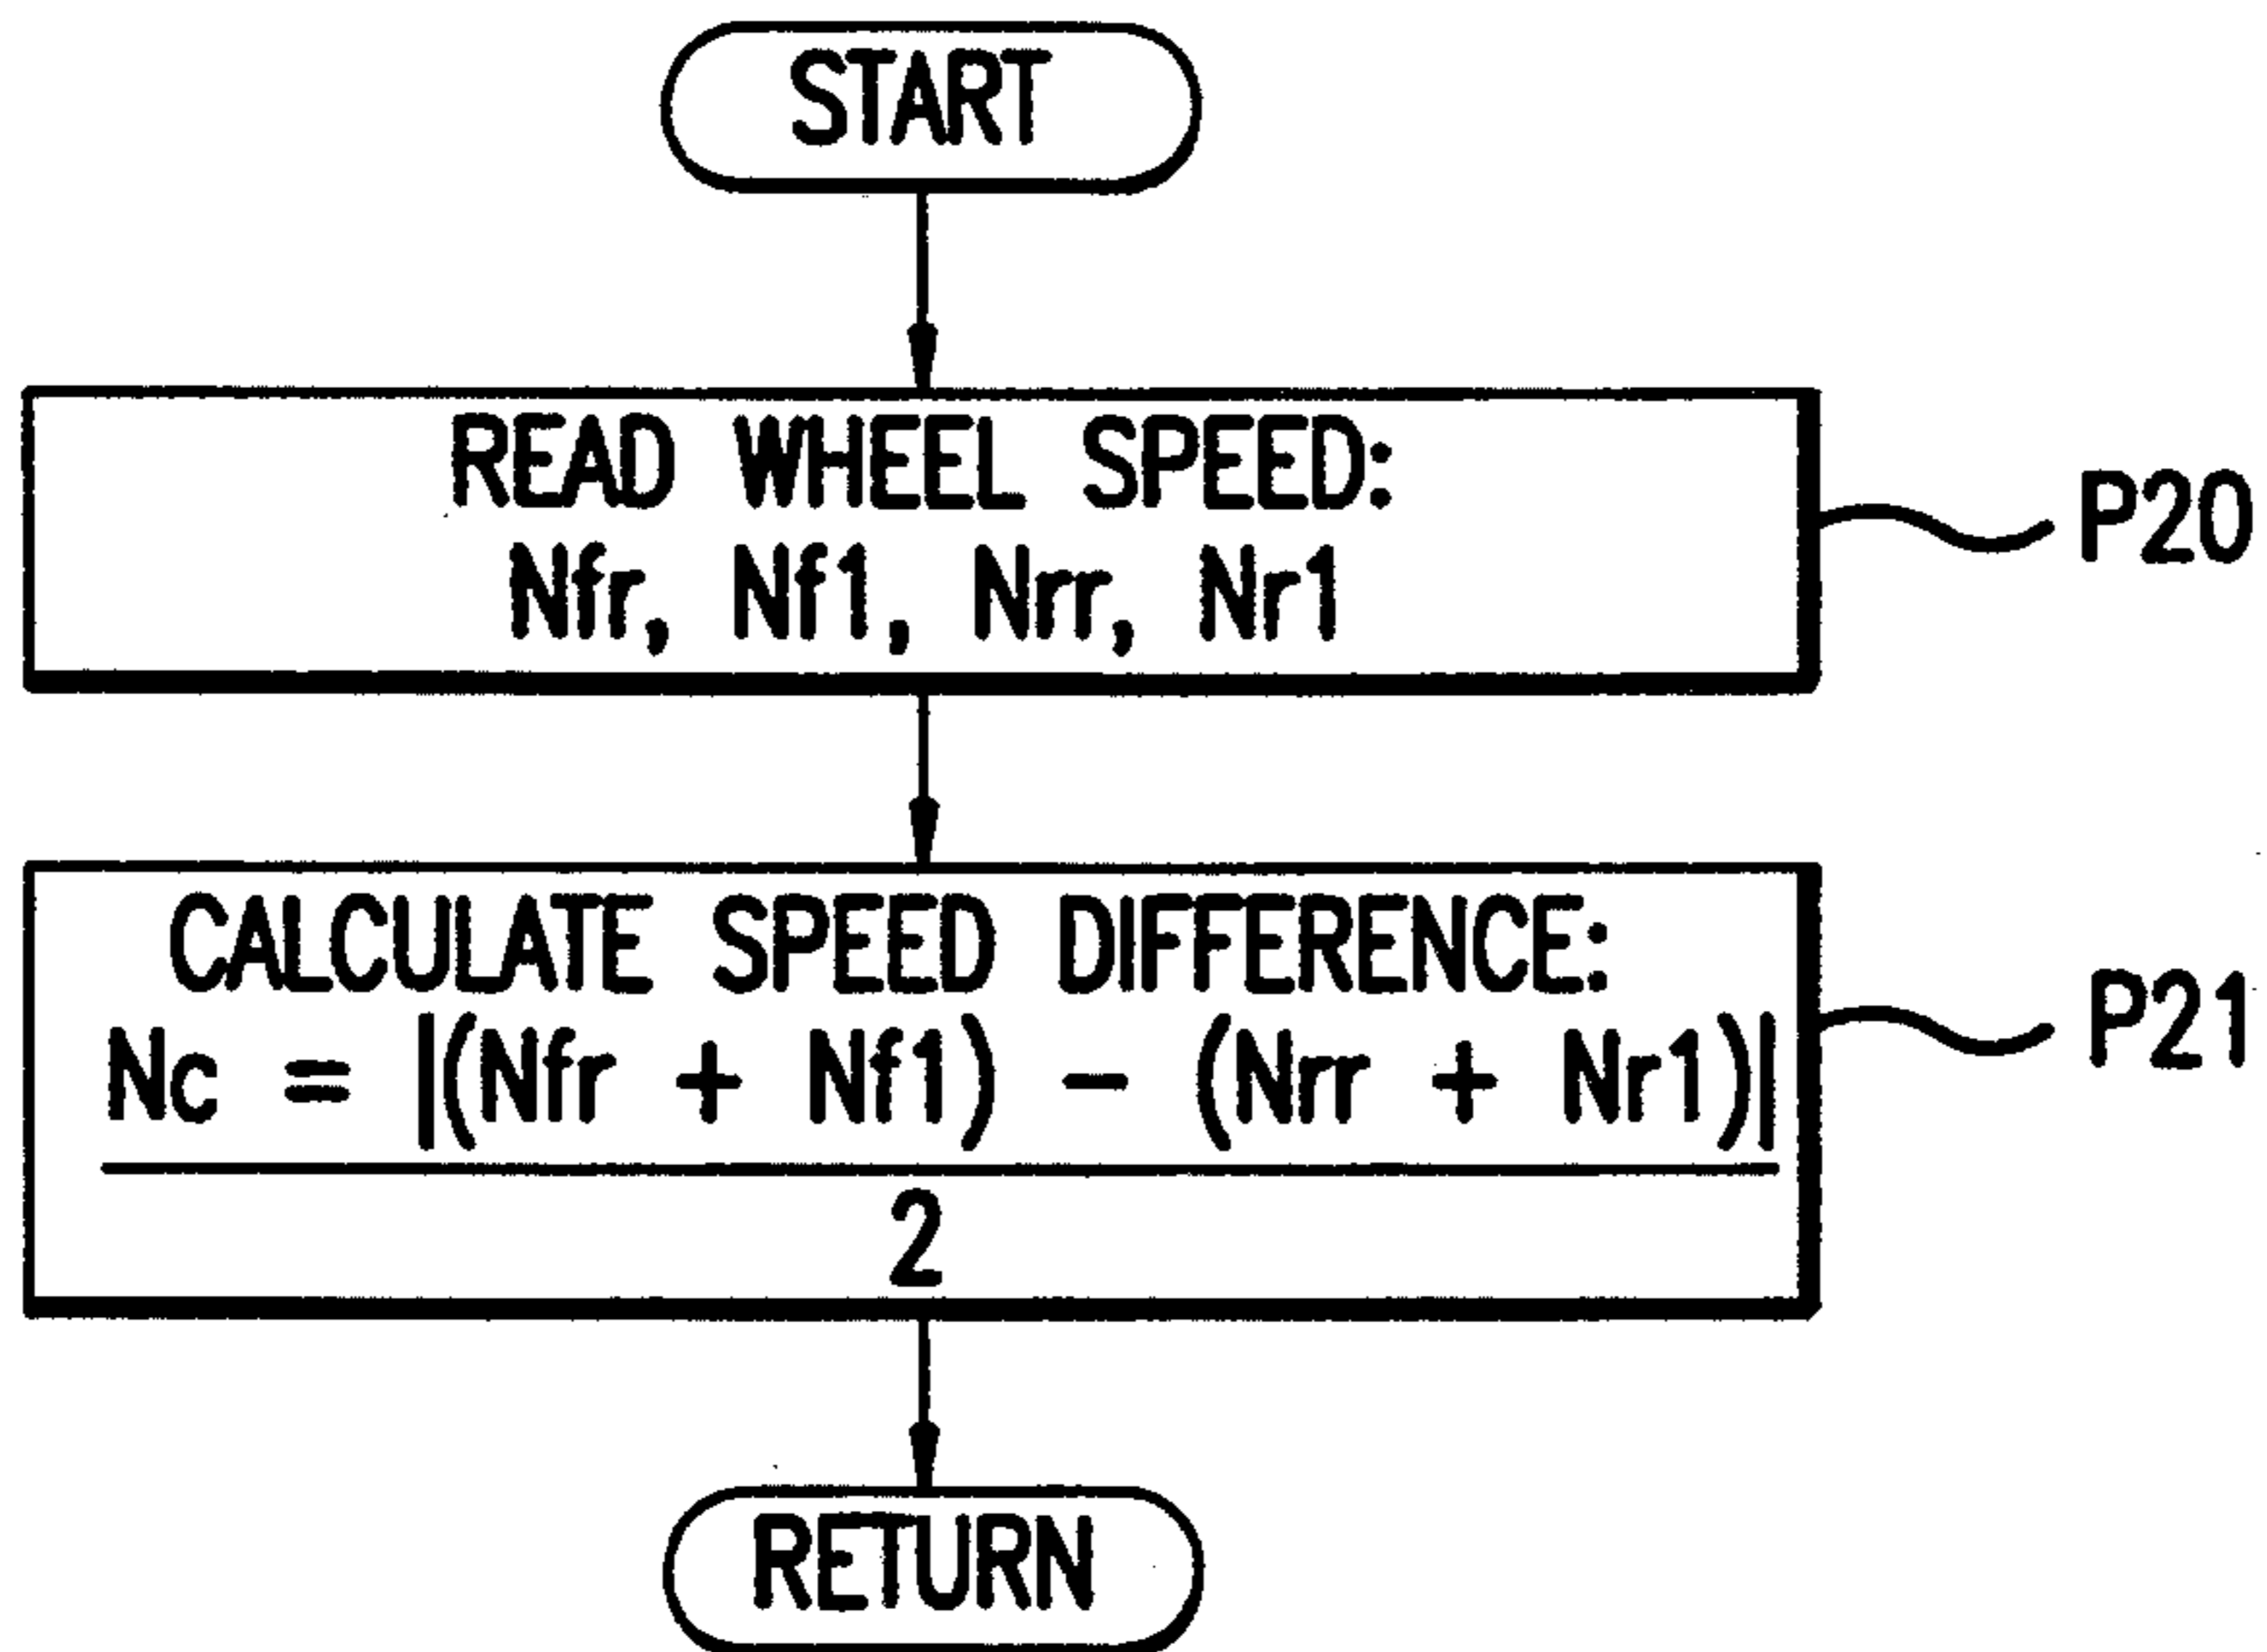 START
READ WHEEL SPEED:
Nfr, Nf1, Nrr, Nr1
P20
CALCULATE SPEED DIFFERENCE:
Nc = |(Nfr + Nf1) - (Nrr + Nr1)|
2
P21
RETURN